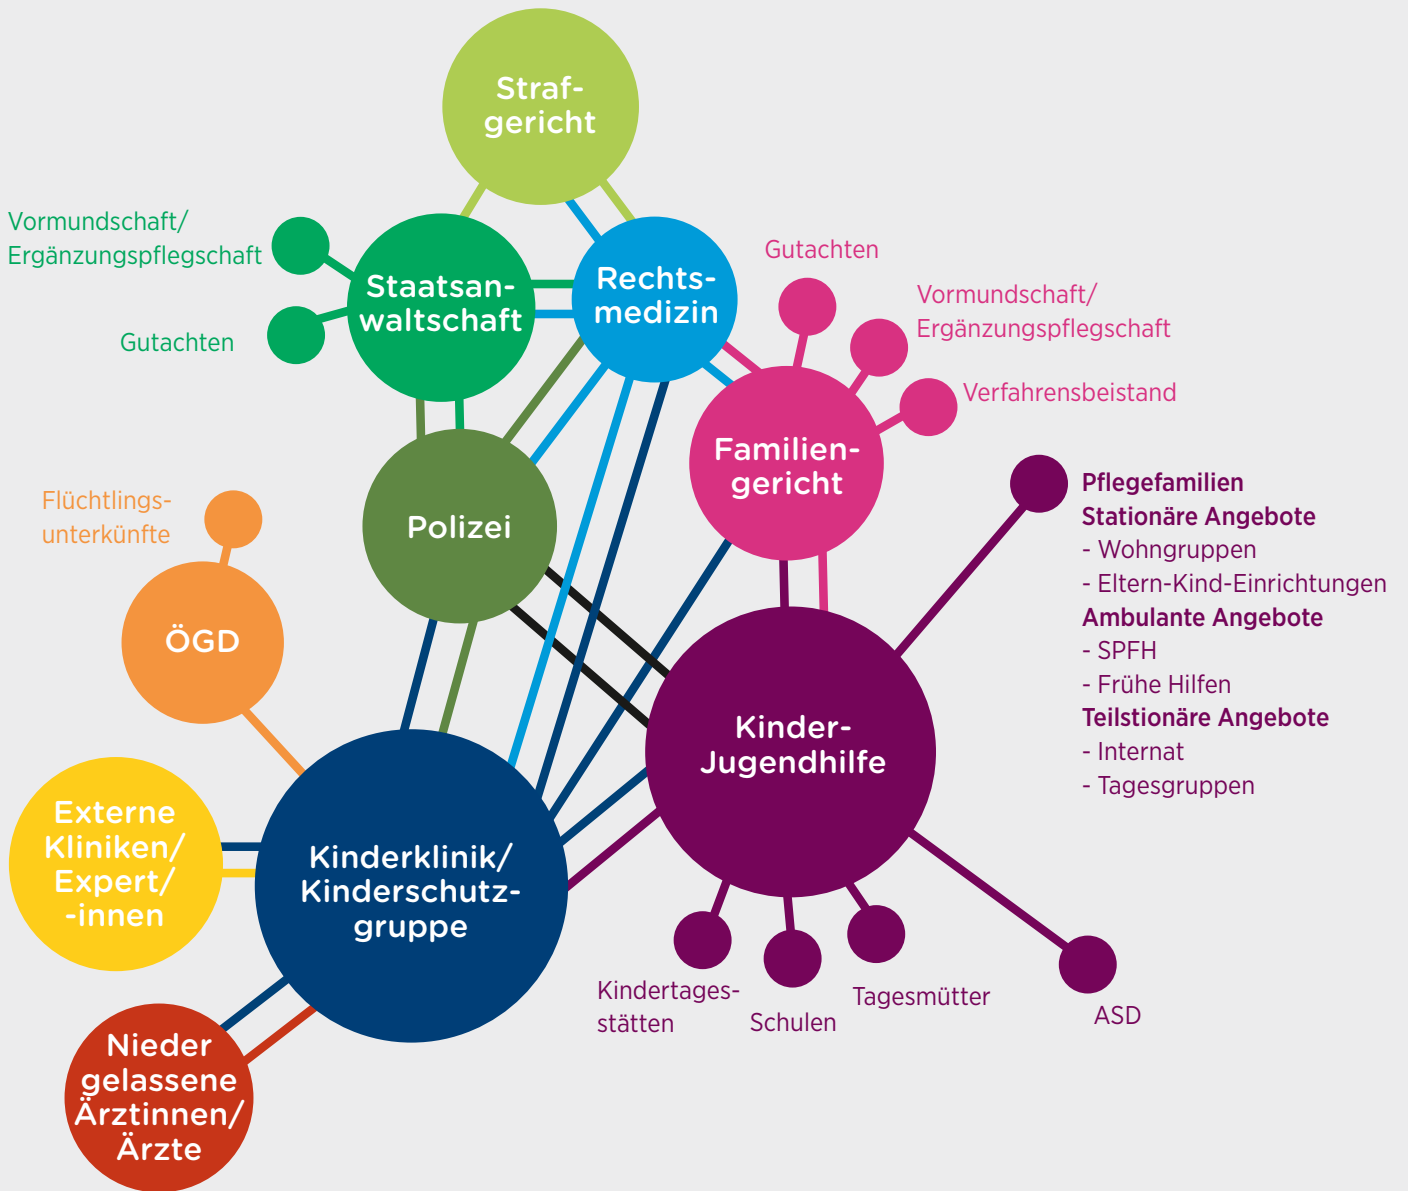 Straf-
gericht
Vormundschaft/
Ergänzungspflegschaft
Gutachten
Staatsan-
waltschaft
Rechts-
medizin
Gutachten
Vormundschaft/
Ergänzungspflegschaft
Verfahrensbeistand
Familien-
gericht
Polizei
Flüchtlings-
unterkünfte
ÖGD
Pflegefamilien
Stationäre Angebote
- Wohngruppen
- Eltern-Kind-Einrichtungen
Ambulante Angebote
- SPFH
- Frühe Hilfen
Teilstionäre Angebote
- Internat
- Tagesgruppen
Kinder-
Jugendhilfe
Externe
Kliniken/
Expert/
-innen
Kinderklinik/
Kinderschutz-
gruppe
Kindertages-
stätten
Schulen
Tagesmütter
ASD
Nieder
gelassene
Ärztinnen/
Ärzte